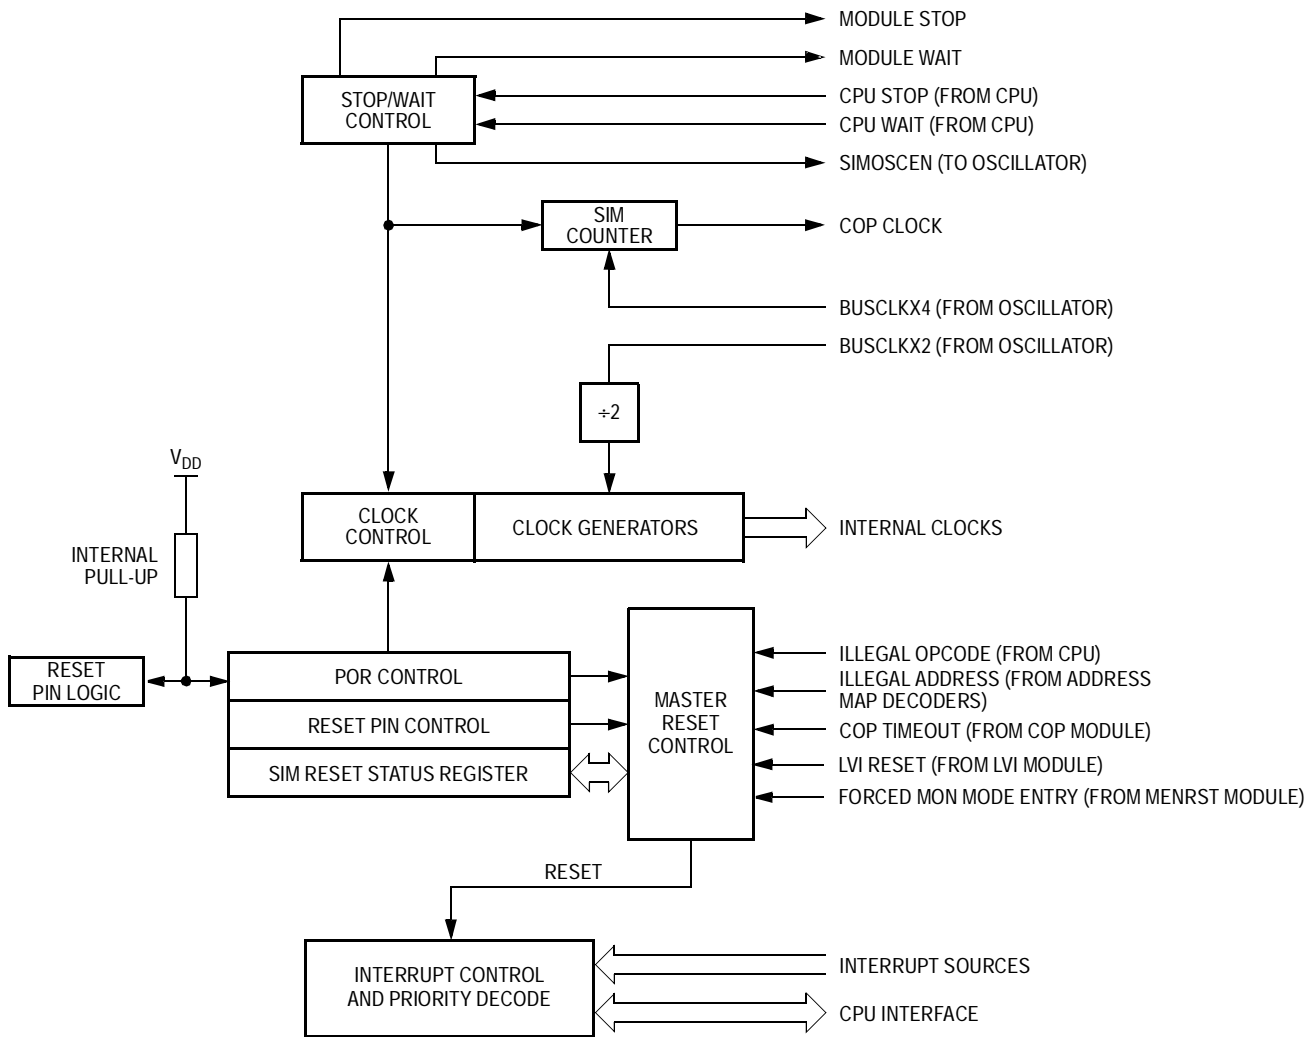 MODULE STOP
MODULE WAIT
STOP/WAIT
CONTROL
CPU STOP (FROM CPU)
CPU WAIT (FROM CPU)
SIMOSCEN (TO OSCILLATOR)
SIM
COUNTER
COP CLOCK
BUSCLKX4 (FROM OSCILLATOR)
BUSCLKX2 (FROM OSCILLATOR)
÷2
VDD
INTERNAL
PULL-UP
CLOCK
CONTROL
CLOCK GENERATORS
INTERNAL CLOCKS
RESET
PIN LOGIC
POR CONTROL
RESET PIN CONTROL
SIM RESET STATUS REGISTER
MASTER
RESET
CONTROL
ILLEGAL OPCODE (FROM CPU)
ILLEGAL ADDRESS (FROM ADDRESS
MAP DECODERS)
COP TIMEOUT (FROM COP MODULE)
LVI RESET (FROM LVI MODULE)
FORCED MON MODE ENTRY (FROM MENRST MODULE)
RESET
INTERRUPT CONTROL
AND PRIORITY DECODE
INTERRUPT SOURCES
CPU INTERFACE